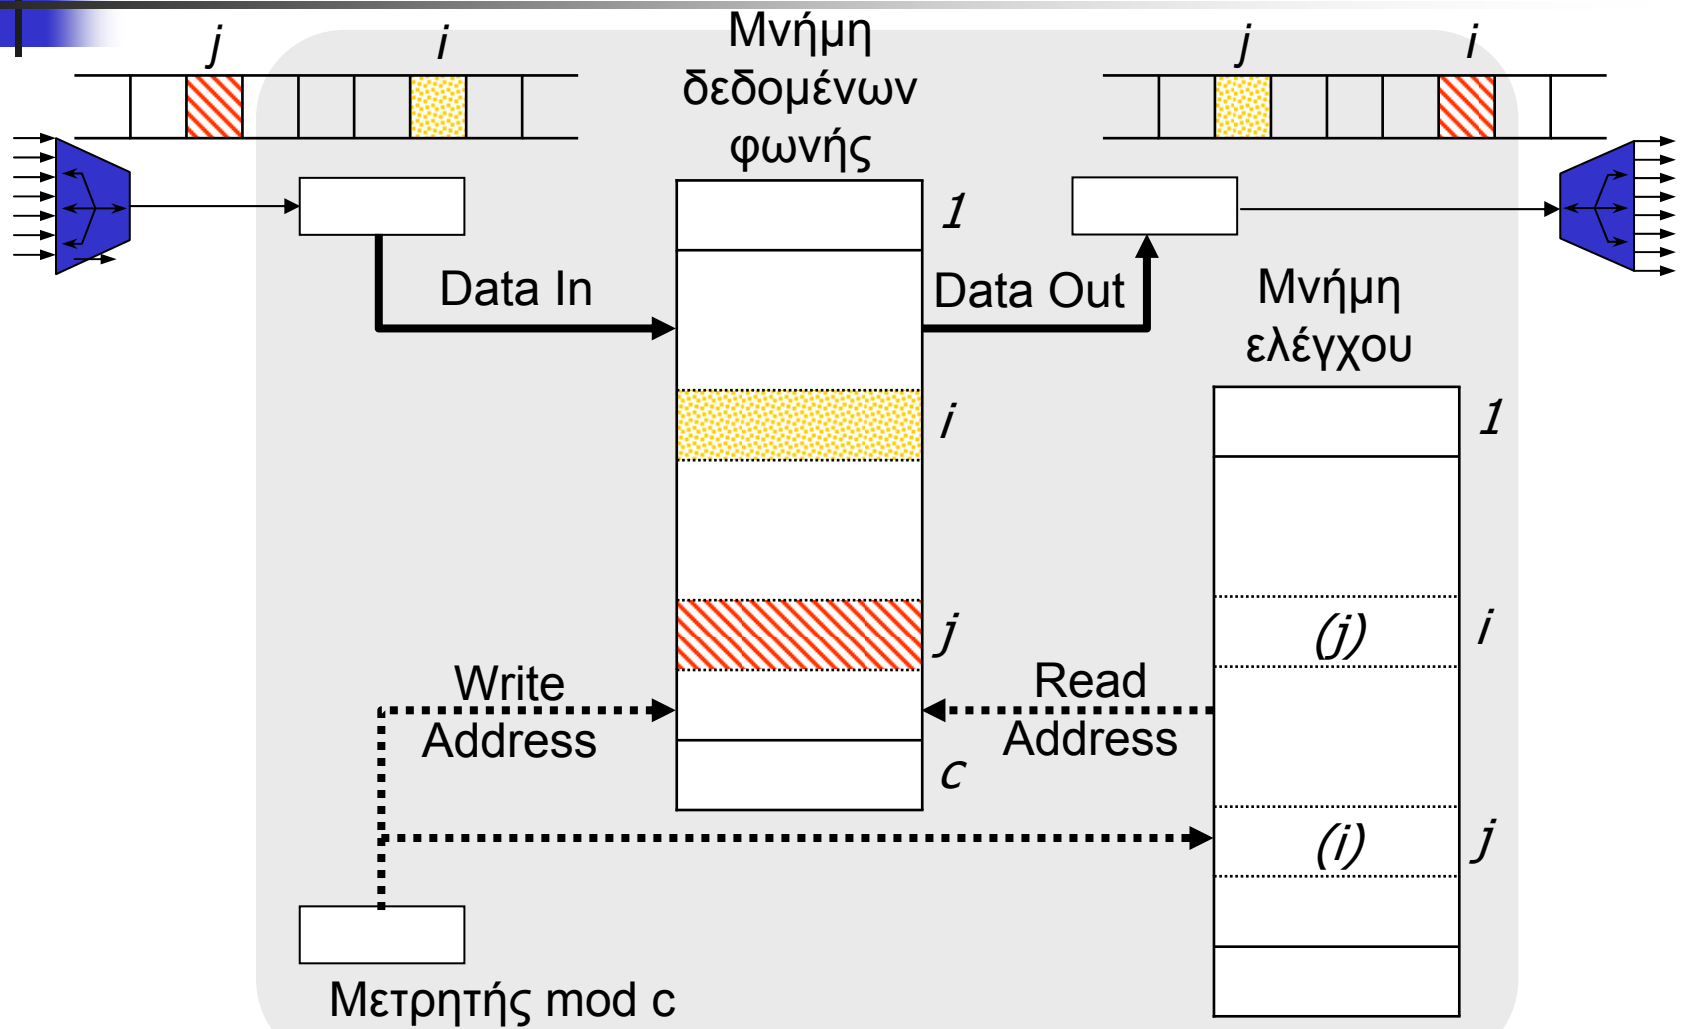 j
i
Μνήμη
δεδομένων
φωνής
j
i
1
Data In
Data Out
Μνήμη
ελέγχου
i
1
j
(j)
i
Write
Address
Read
Address
c
(i)
j
Μετρητής mod c